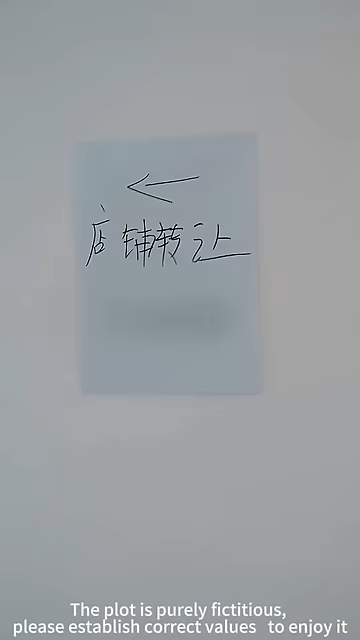 ←
店铺转让
The plot is purely fictitious,
please establish correct values to enjoy it